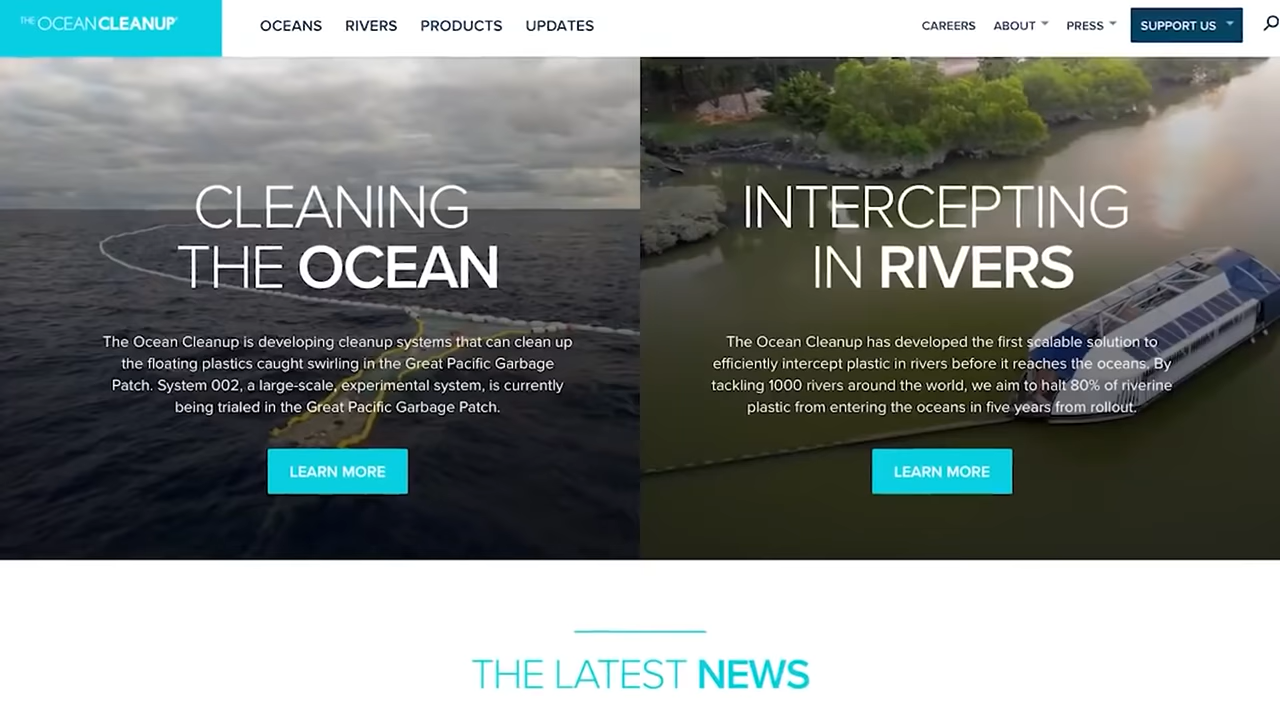 THE OCEAN CLEANUP
OCEANS RIVERS PRODUCTS UPDATES
CAREERS ABOUT PRESS SUPPORT US
CLEANING
THE OCEAN
The Ocean Cleanup is developing cleanup systems that can clean up
the floating plastics caught swirling in the Great Pacific Garbage
Patch. System 002, a large-scale, experimental system, is currently
being trialed in the Great Pacific Garbage Patch.
LEARN MORE
INTERCEPTING
IN RIVERS
The Ocean Cleanup has developed the first scalable solution to
efficiently intercept plastic in rivers before it reaches the oceans. By
tackling 1000 rivers around the world, we aim to halt 80% of riverine
plastic from entering the oceans in five years from rollout.
LEARN MORE
THE LATEST NEWS